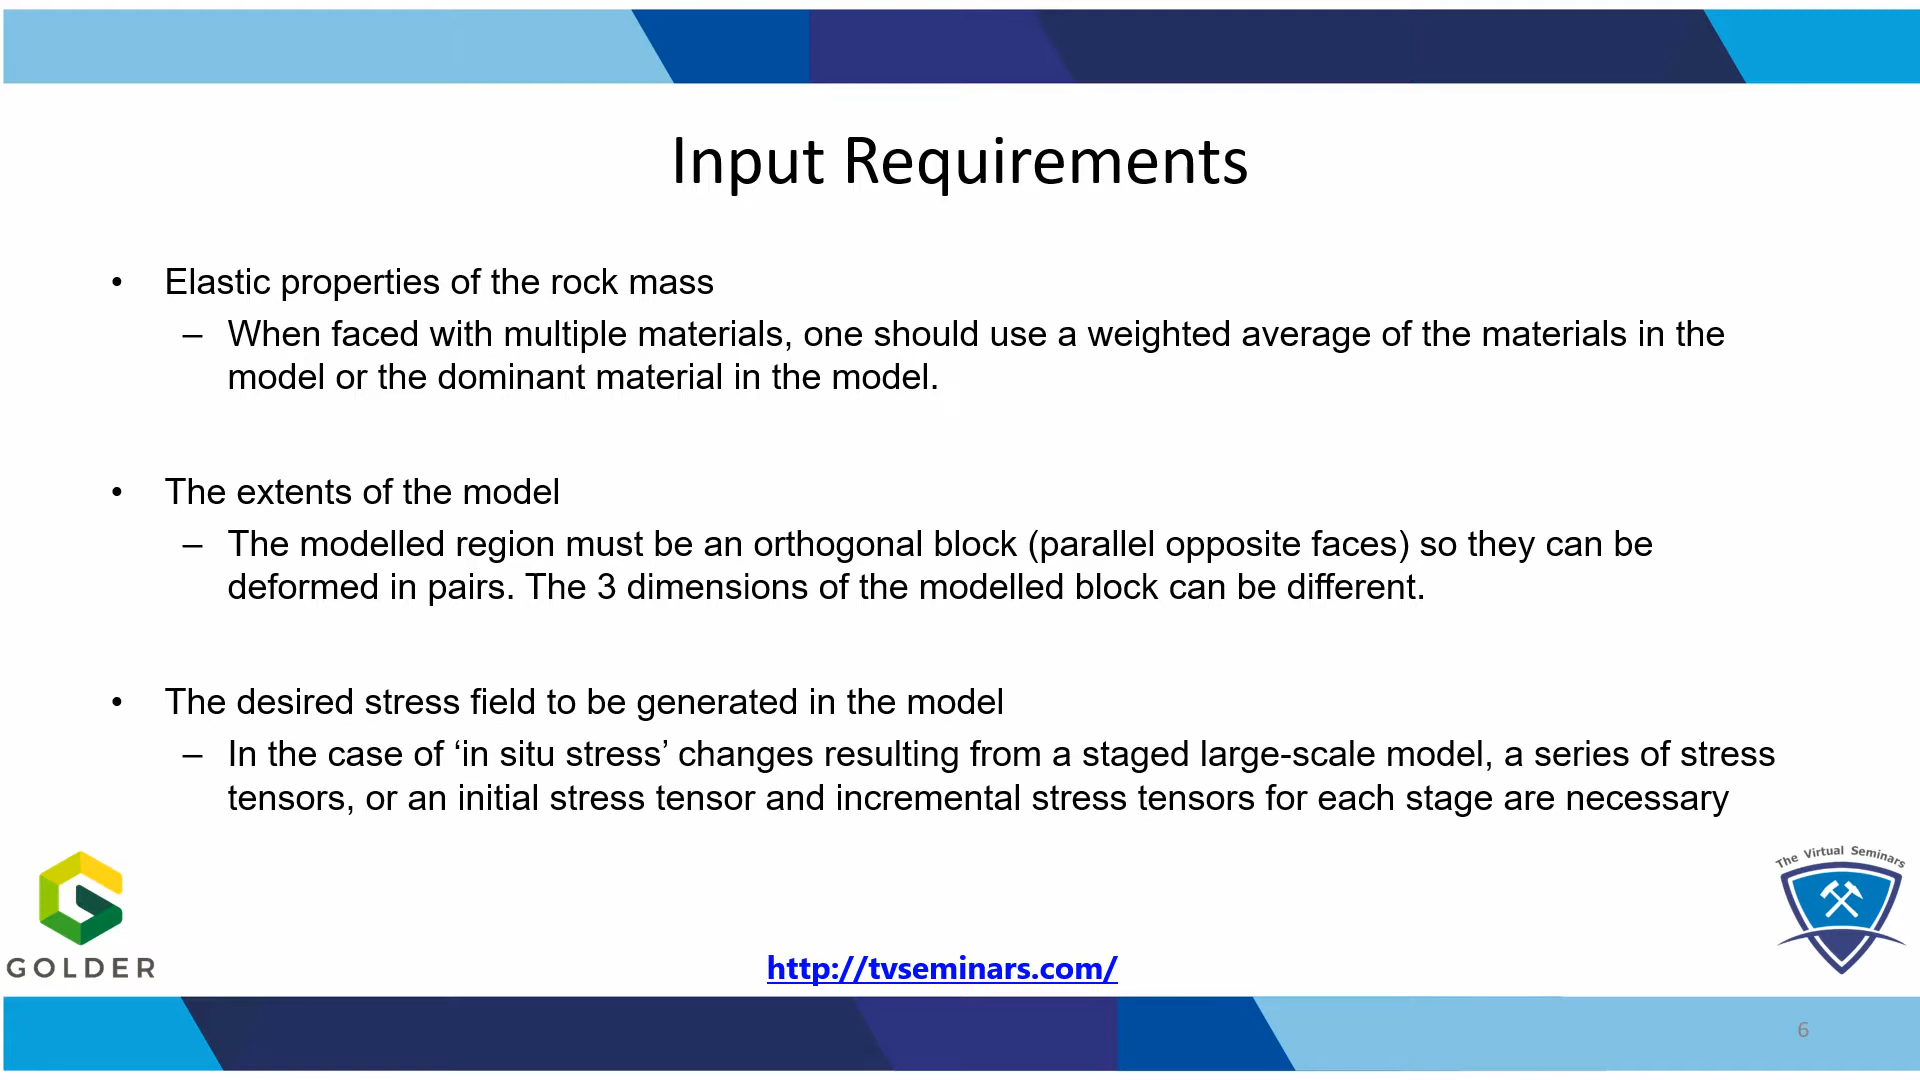 Input Requirements
• Elastic properties of the rock mass
– When faced with multiple materials, one should use a weighted average of the materials in the
model or the dominant material in the model.
• The extents of the model
– The modelled region must be an orthogonal block (parallel opposite faces) so they can be
deformed in pairs. The 3 dimensions of the modelled block can be different.
• The desired stress field to be generated in the model
– In the case of ‘in situ stress’ changes resulting from a staged large-scale model, a series of stress
tensors, or an initial stress tensor and incremental stress tensors for each stage are necessary
The Virtual Seminars
GOLDER
http://tvseminars.com/
6